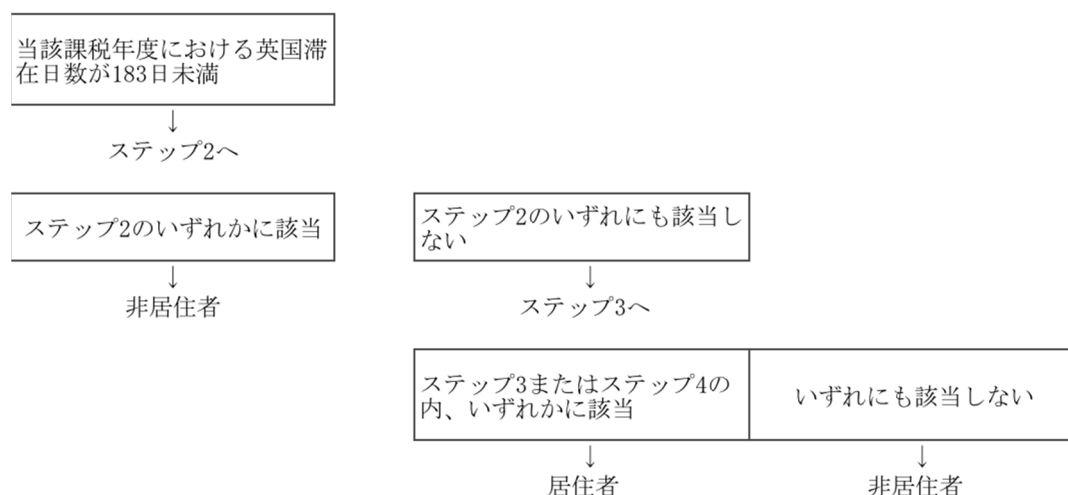 当該課税年度における英国滞
在日数が183日未満
↓
ステップ2へ
ステップ2のいずれかに該当
↓
非居住者
ステップ2のいずれにも該当し
ない
↓
ステップ3へ
ステップ3またはステップ4の
内、いずれかに該当
↓
居住者
いずれにも該当しない
↓
非居住者